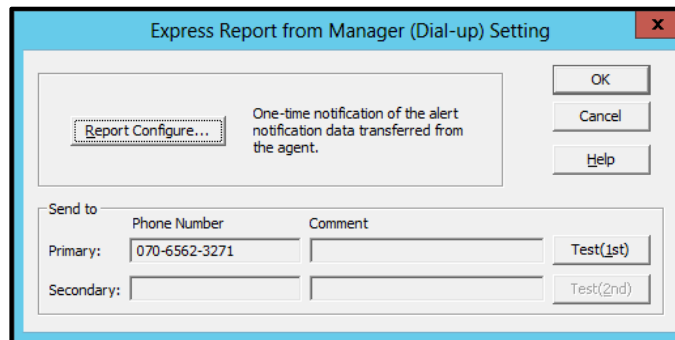 Express Report from Manager (Dial-up) Setting
x
Report Configure...
One-time notification of the alert
notification data transferred from
the agent.
OK
Cancel
Help
Send to
Phone Number Comment
Primary: 070-6562-3271 Test(1st)
Secondary: Test(2nd)